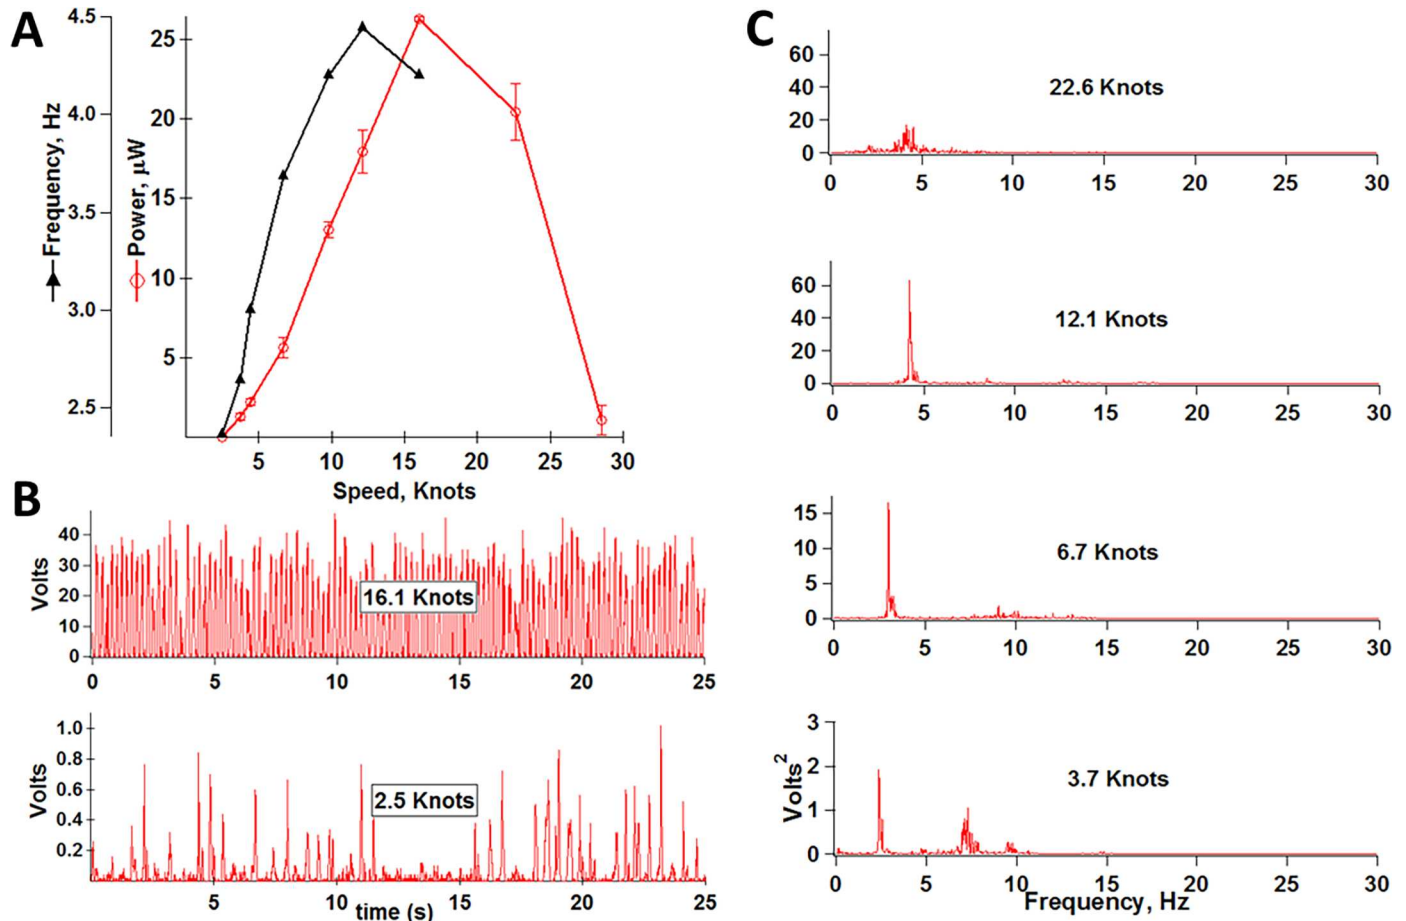 A
4.5
4.0
3.5
3.0
2.5
Frequency, Hz
25
20
15
10
5
Power, μW
5 10 15 20 25 30
Speed, Knots
B
40
30
20
10
0
Volts
16.1 Knots
0 5 10 15 20 25
1.0
0.8
0.6
0.4
0.2
Volts
2.5 Knots
5 10 15 20 25
time (s)
C
60
40
20
0
22.6 Knots
0 5 10 15 20 25 30
60
40
20
0
12.1 Knots
0 5 10 15 20 25 30
15
10
5
0
6.7 Knots
0 5 10 15 20 25 30
3
2
1
0
Volts²
3.7 Knots
0 5 10 15 20 25 30
Frequency, Hz